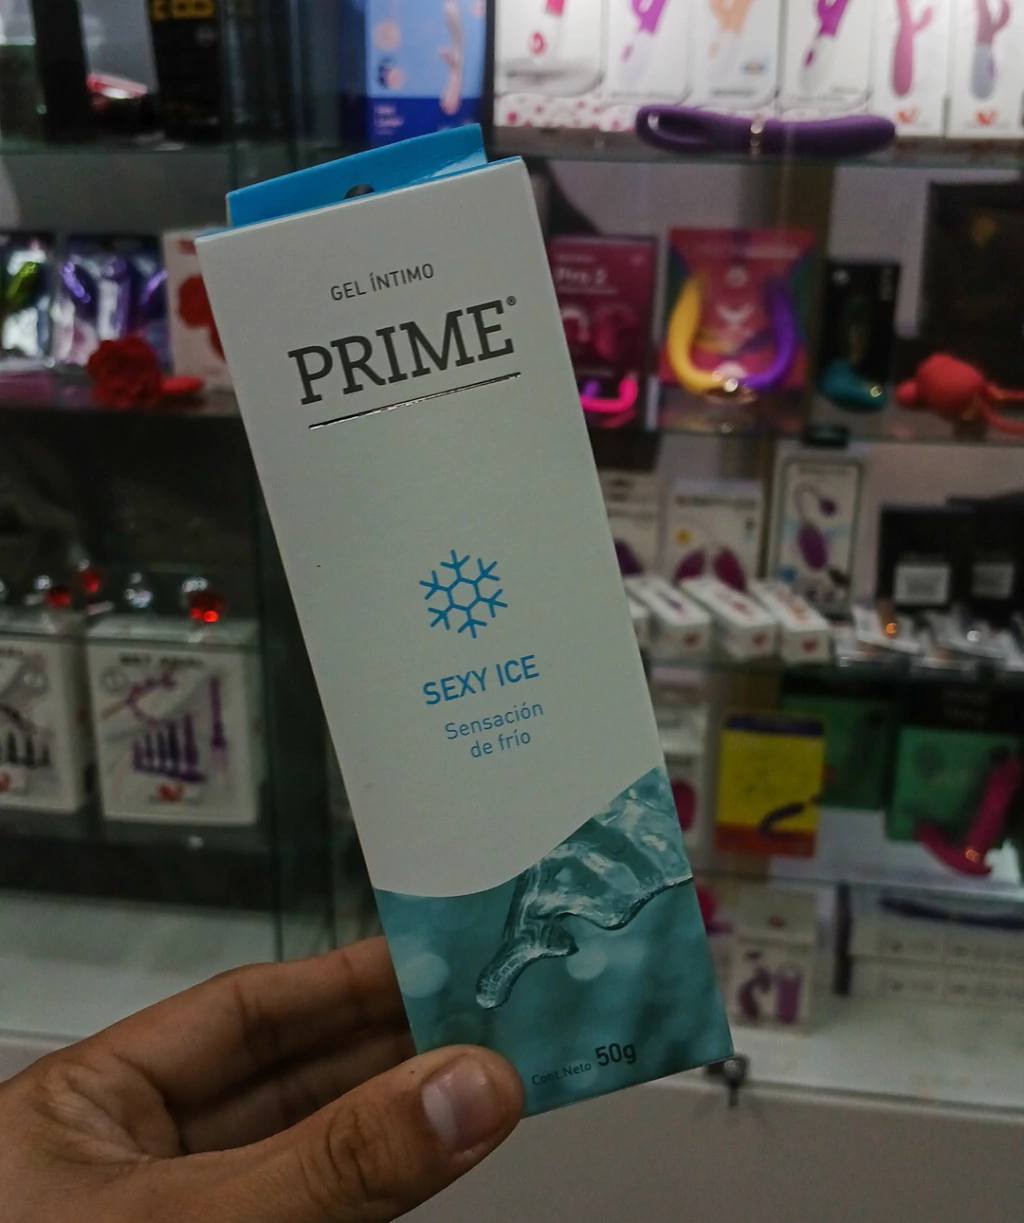 GEL ÍNTIMO
PRIME®
SEXY ICE
Sensación
de frío
Cont.Neto 50g